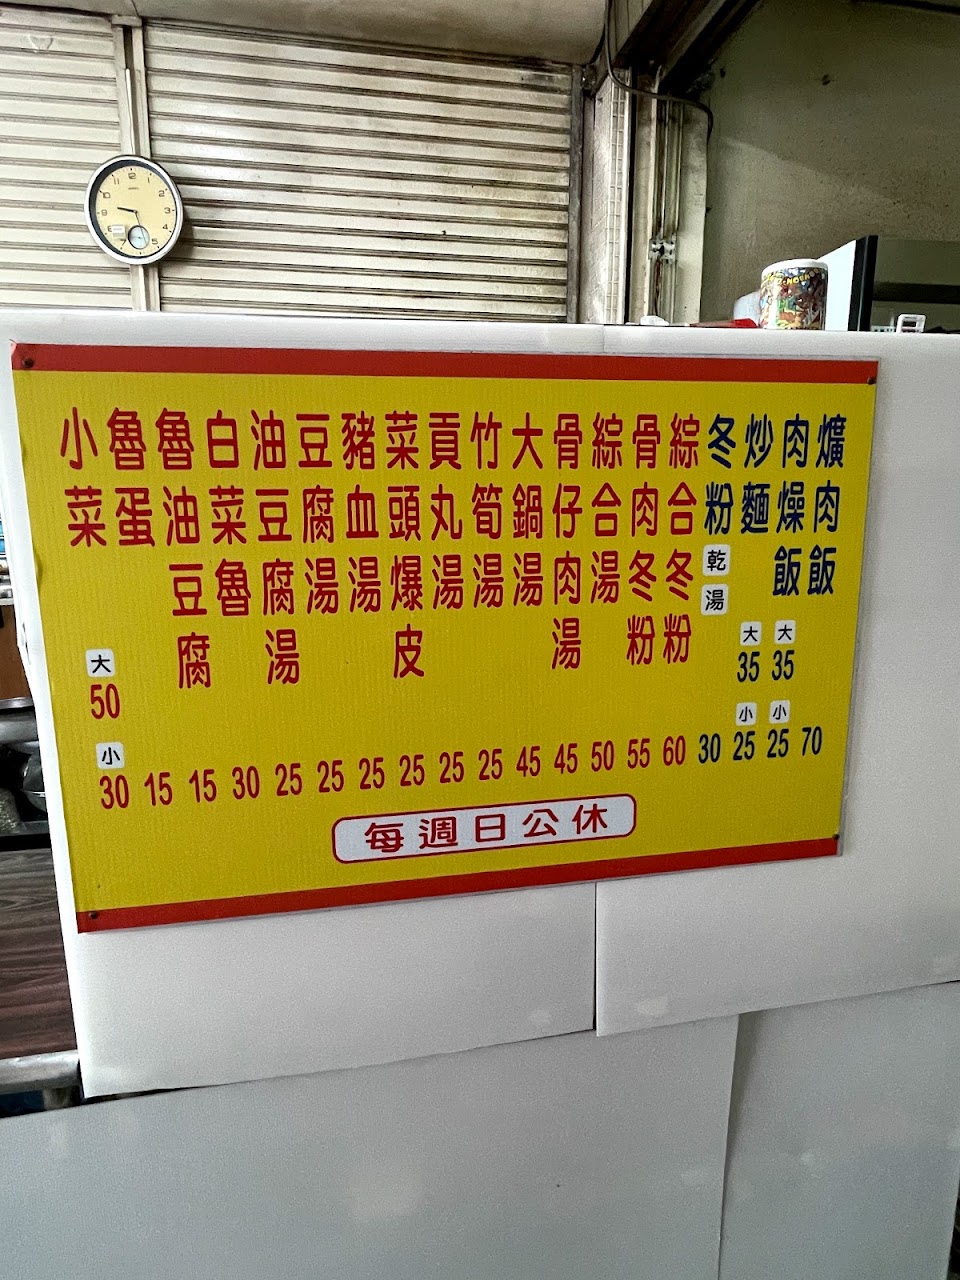 爌肉飯 70
肉燥飯 大 35 小 25
炒麵 大 35 小 25
冬粉 乾 湯 30
綜合冬粉 60
骨肉冬粉 55
綜合湯 50
骨仔肉湯 45
大鍋湯 45
竹筍湯 25
貢丸湯 25
菜頭爆皮 25
豬血湯 25
豆腐湯 25
油豆腐湯 25
白菜魯 30
魯油豆腐 15
魯蛋 15
小菜 大 50 小 30
每週日公休